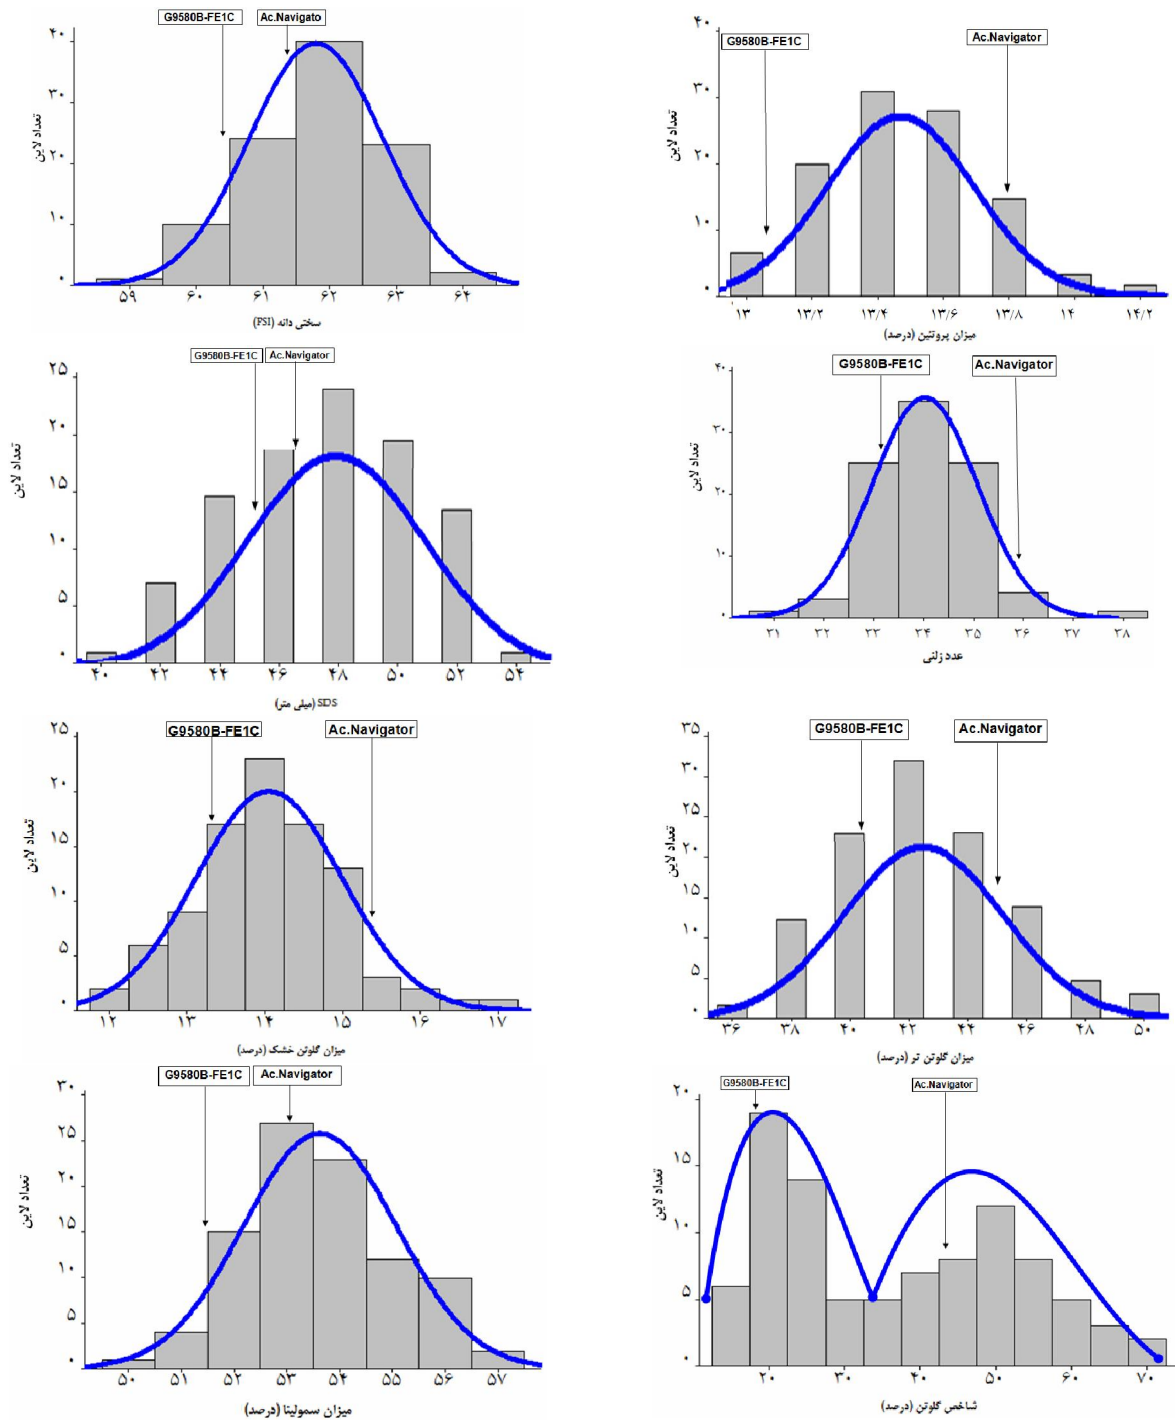 G9580B-FE1C Ac.Navigato
تعداد لاین
۴۰
۳۰
۲۰
۱۰
۰
۵۹ ۶۰ ۶۱ ۶۲ ۶۳ ۶۴
سختی دانه (PSI)
G9580B-FE1C Ac.Navigator
تعداد لاین
۴۰
۳۰
۲۰
۱۰
۰
۱۳ ۱۳/۲ ۱۳/۴ ۱۳/۶ ۱۳/۸ ۱۴ ۱۴/۲
میزان پروتئین (درصد)
G9580B-FE1C Ac.Navigator
تعداد لاین
۲۵
۲۰
۱۵
۱۰
۵
۰
۴۰ ۴۲ ۴۴ ۴۶ ۴۸ ۵۰ ۵۲ ۵۴
SDS (میلی متر)
G9580B-FE1C Ac.Navigator
تعداد لاین
۴۰
۳۰
۲۰
۱۰
۰
۳۱ ۳۲ ۳۳ ۳۴ ۳۵ ۳۶ ۳۷ ۳۸
عدد زلنی
G9580B-FE1C Ac.Navigator
تعداد لاین
۲۵
۲۰
۱۵
۱۰
۵
۰
۱۲ ۱۳ ۱۴ ۱۵ ۱۶ ۱۷
میزان گلوتن خشک (درصد)
G9580B-FE1C Ac.Navigator
تعداد لاین
۳۵
۳۰
۲۵
۲۰
۱۵
۱۰
۵
۰
۳۶ ۳۸ ۴۰ ۴۲ ۴۴ ۴۶ ۴۸ ۵۰
میزان گلوتن تر (درصد)
G9580B-FE1C Ac.Navigator
تعداد لاین
۳۰
۲۵
۲۰
۱۵
۱۰
۵
۰
۵۰ ۵۱ ۵۲ ۵۳ ۵۴ ۵۵ ۵۶ ۵۷
میزان سمولینا (درصد)
G9580B-FE1C Ac.Navigator
تعداد لاین
۲۰
۱۵
۱۰
۵
۰
۲۰ ۳۰ ۴۰ ۵۰ ۶۰ ۷۰
شاخص گلوتن (درصد)